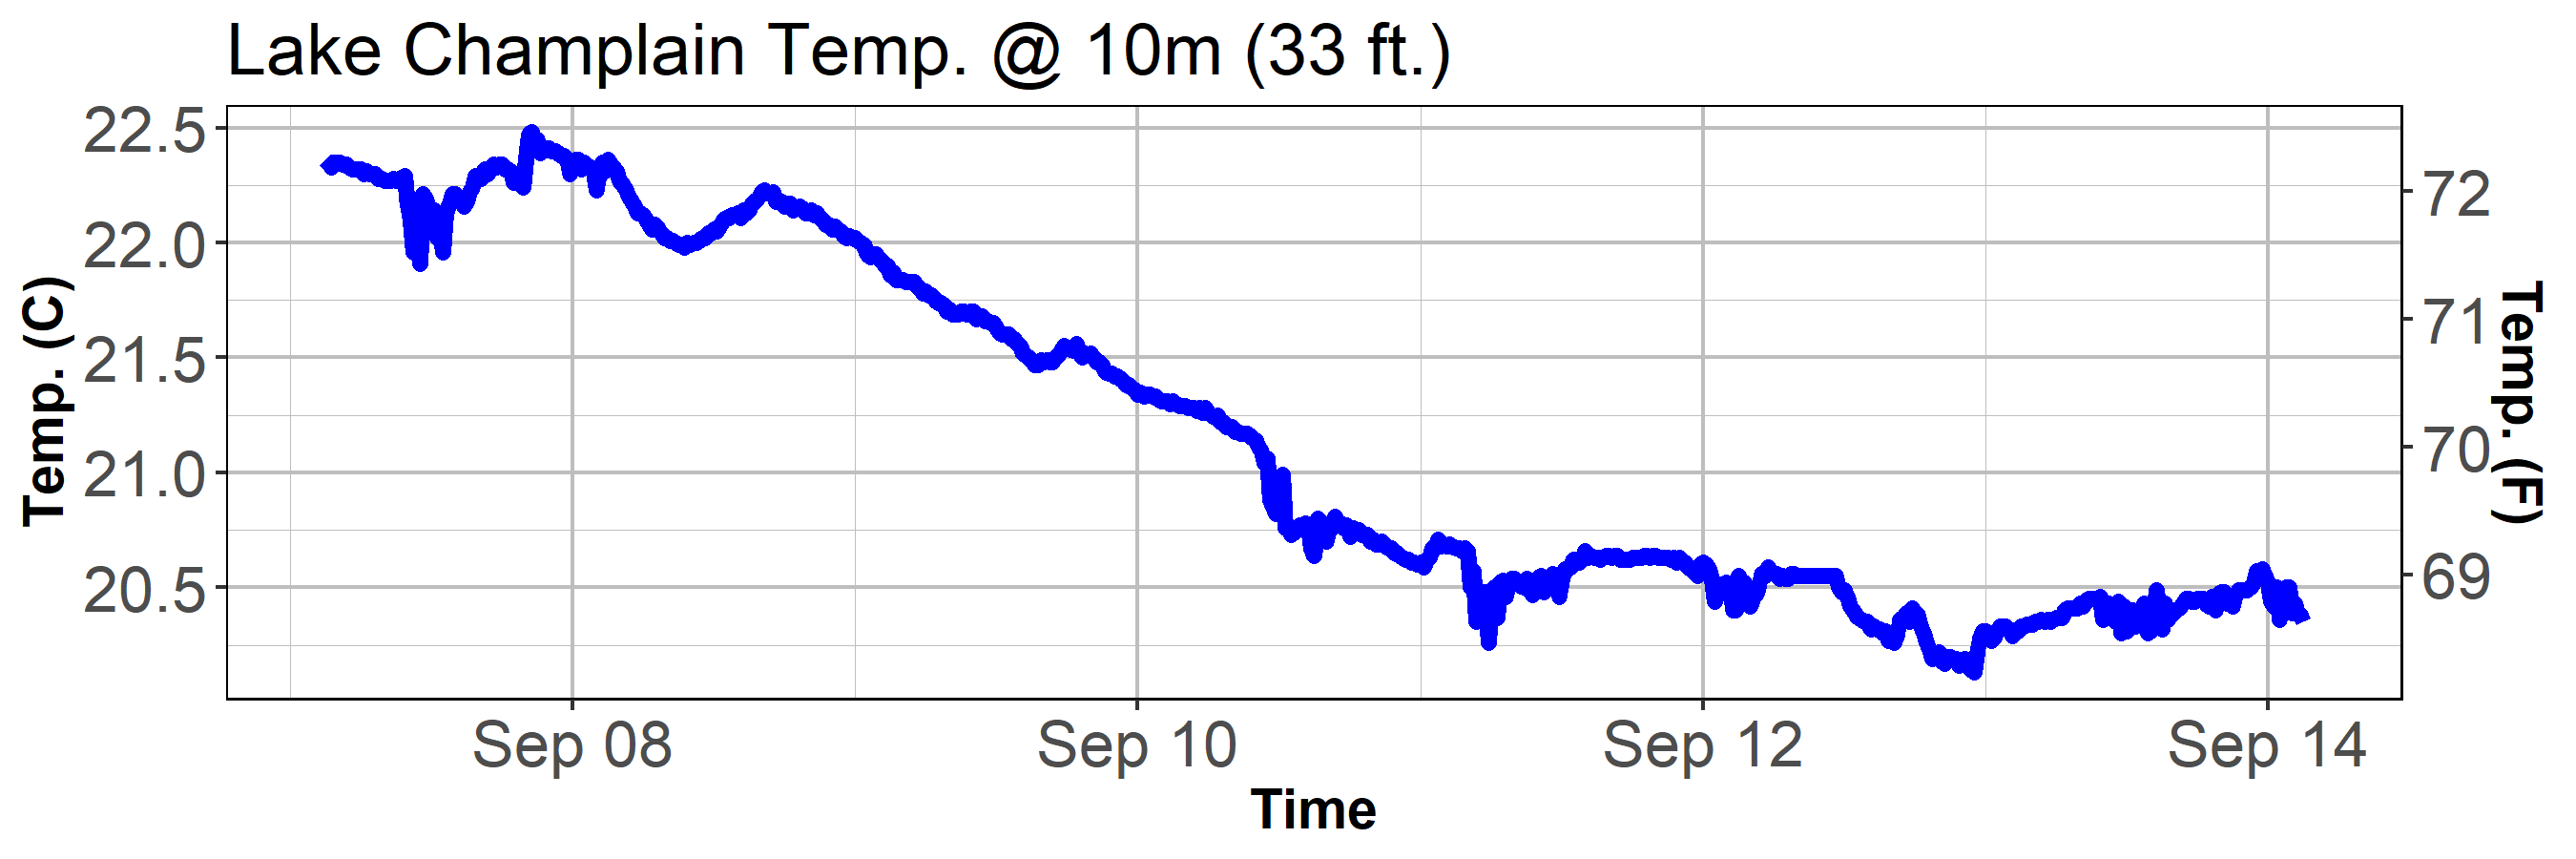 Lake Champlain Temp. @ 10m (33 ft.)
Temp. (C)
22.5
22.0
21.5
21.0
20.5
72
71
70
69
Temp. (F)
Sep 08
Sep 10
Sep 12
Sep 14
Time